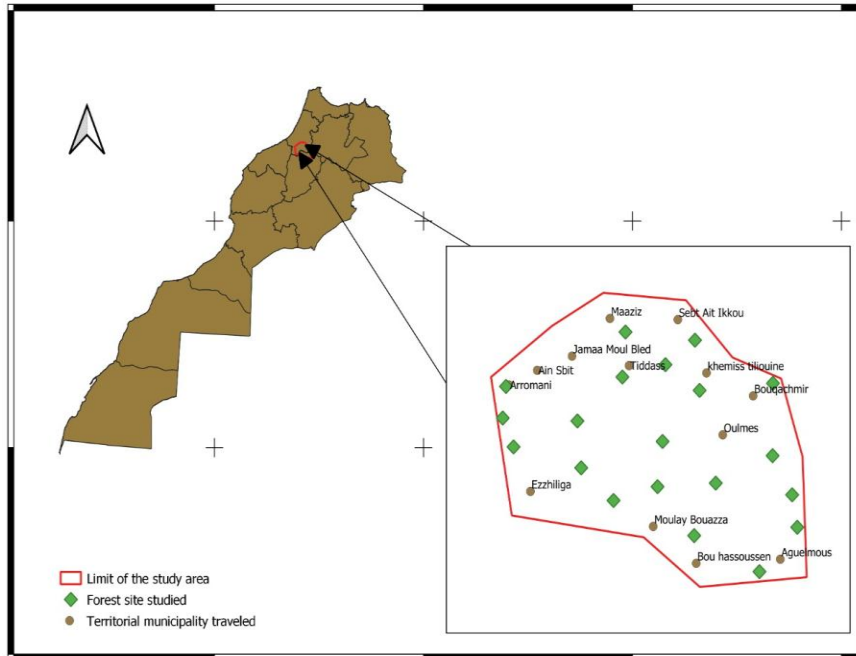 Maaziz
Sebt Ait Ikkou
Jamaa Moul Bled
Ain Sbit
Tiddass
khemiss tiliouine
Arromani
Bouqachmir
Oulmes
Ezzhiliga
Moulay Bouazza
Bou hassoussen
Aguelmous
Limit of the study area
Forest site studied
Territorial municipality traveled